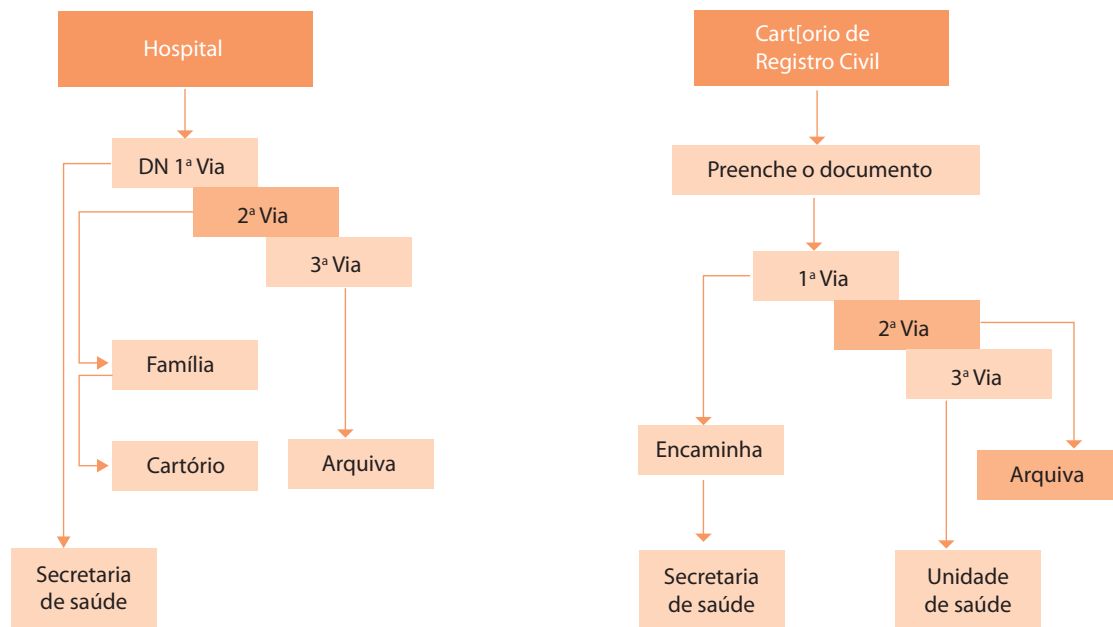 Hospital
DN 1ª Via
2ª Via
3ª Via
Família
Cartório
Arquiva
Secretaria
de saúde
Cart[orio de
Registro Civil
Preenche o documento
1ª Via
2ª Via
3ª Via
Encaminha
Arquiva
Secretaria
de saúde
Unidade
de saúde